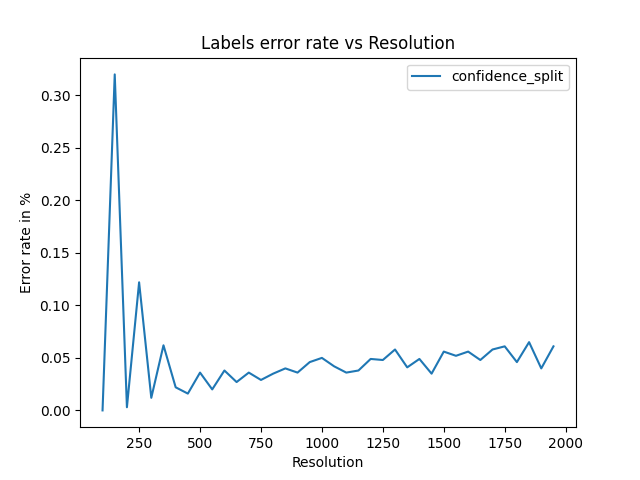 Labels error rate vs Resolution
confidence_split
Error rate in %
0.30
0.25
0.20
0.15
0.10
0.05
0.00
250 500 750 1000 1250 1500 1750 2000
Resolution